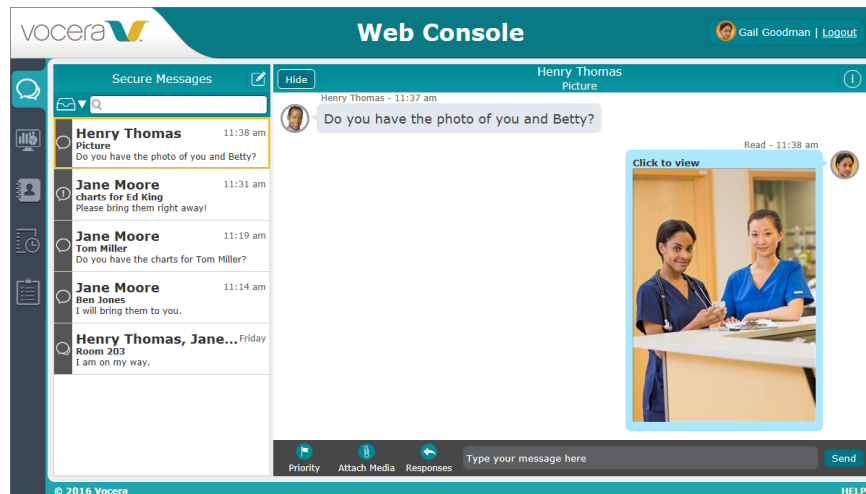 vocera
Web Console
Gail Goodman | Logout
Secure Messages
Hide
Henry Thomas
Picture
Henry Thomas
11:38 am
Picture
Do you have the photo of you and Betty?
Jane Moore
11:31 am
charts for Ed King
Please bring them right away!
Jane Moore
11:19 am
Tom Miller
Do you have the charts for Tom Miller?
Jane Moore
11:14 am
Ben Jones
I will bring them to you.
Henry Thomas, Jane...
Friday
Room 203
I am on my way.
Henry Thomas - 11:37 am
Do you have the photo of you and Betty?
Read - 11:38 am
Click to view
Priority
Attach Media
Responses
Type your message here
Send
© 2016 Vocera
HELP